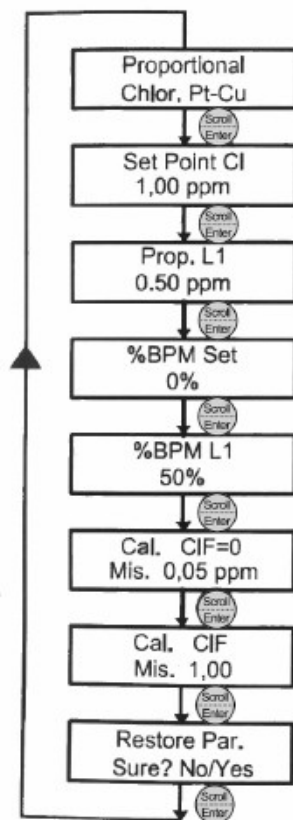 Proportional
Chlor, Pt-Cu
Scroll
Enter
Set Point Cl
1,00 ppm
Scroll
Enter
Prop. L1
0.50 ppm
Scroll
Enter
%BPM Set
0%
Scroll
Enter
%BPM L1
50%
Scroll
Enter
Cal. ClF=0
Mis. 0,05 ppm
Scroll
Enter
Cal. ClF
Mis. 1,00
Scroll
Enter
Restore Par.
Sure? No/Yes
Scroll
Enter